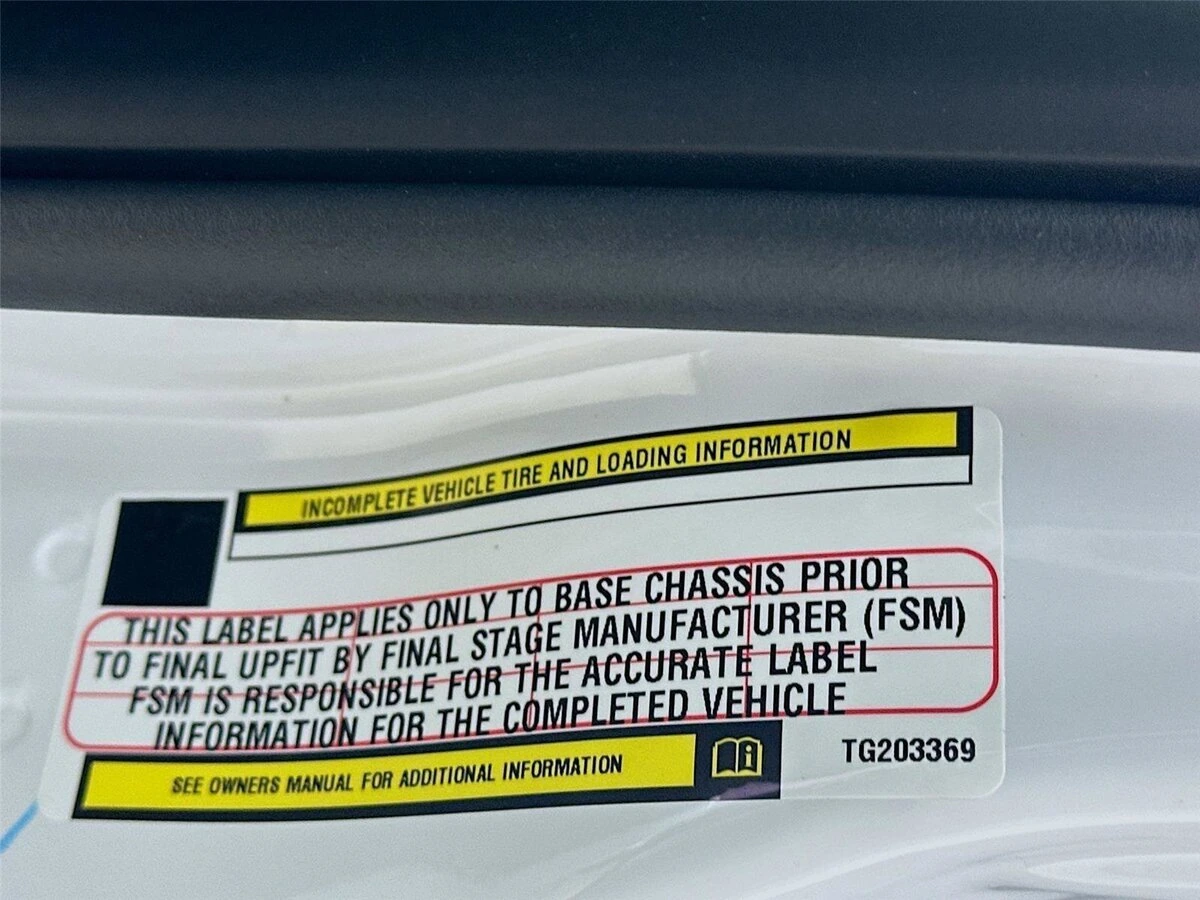 INCOMPLETE VEHICLE TIRE AND LOADING INFORMATION
THIS LABEL APPLIES ONLY TO BASE CHASSIS PRIOR
TO FINAL UPFIT BY FINAL STAGE MANUFACTURER (FSM)
FSM IS RESPONSIBLE FOR THE ACCURATE LABEL
INFORMATION FOR THE COMPLETED VEHICLE
SEE OWNERS MANUAL FOR ADDITIONAL INFORMATION
TG203369